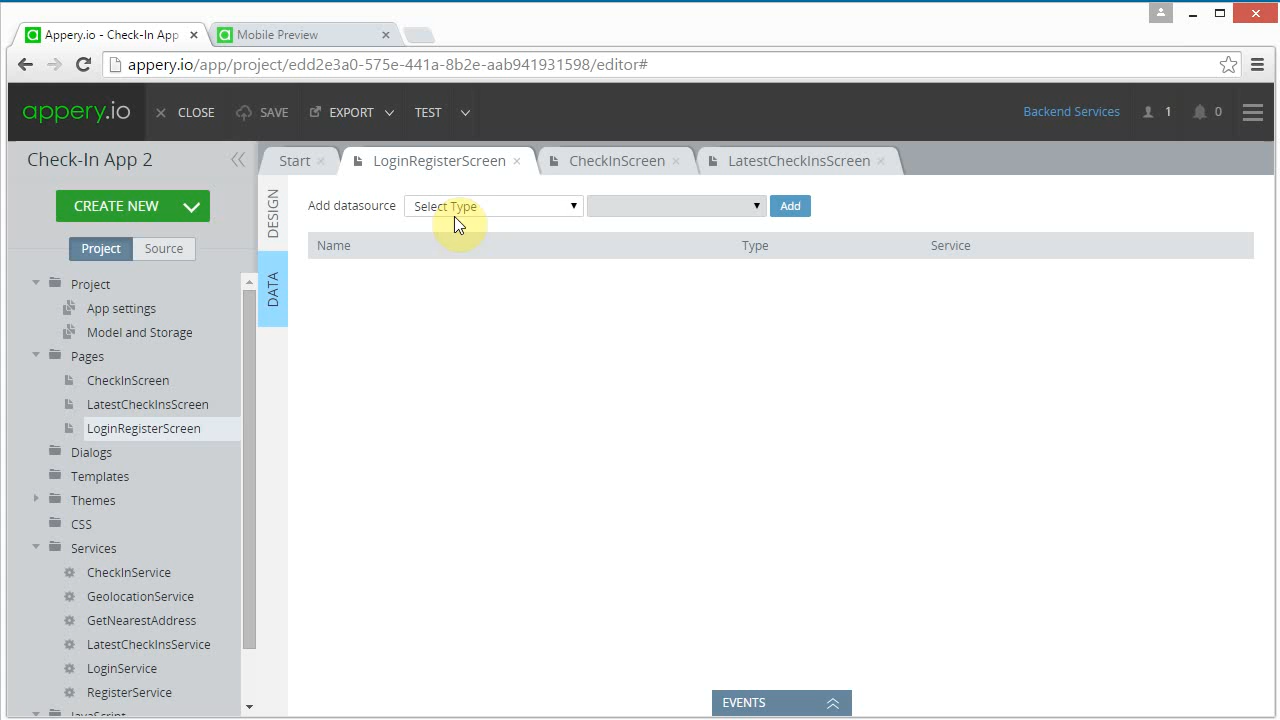 Appery.io - Check-In App
Mobile Preview
appery.io/app/project/edd2e3a0-575e-441a-8b2e-aab941931598/editor#
appery.io
CLOSE
SAVE
EXPORT
TEST
Backend Services
1
0
Check-In App 2
Start
LoginRegisterScreen
CheckInScreen
LatestCheckInsScreen
CREATE NEW
Project
Source
Project
App settings
Model and Storage
Pages
CheckInScreen
LatestCheckInsScreen
LoginRegisterScreen
Dialogs
Templates
Themes
CSS
Services
CheckInService
GeolocationService
GetNearestAddress
LatestCheckInsService
LoginService
RegisterService
JavaScript
DESIGN
DATA
Add datasource
Select Type
Add
Name
Type
Service
EVENTS